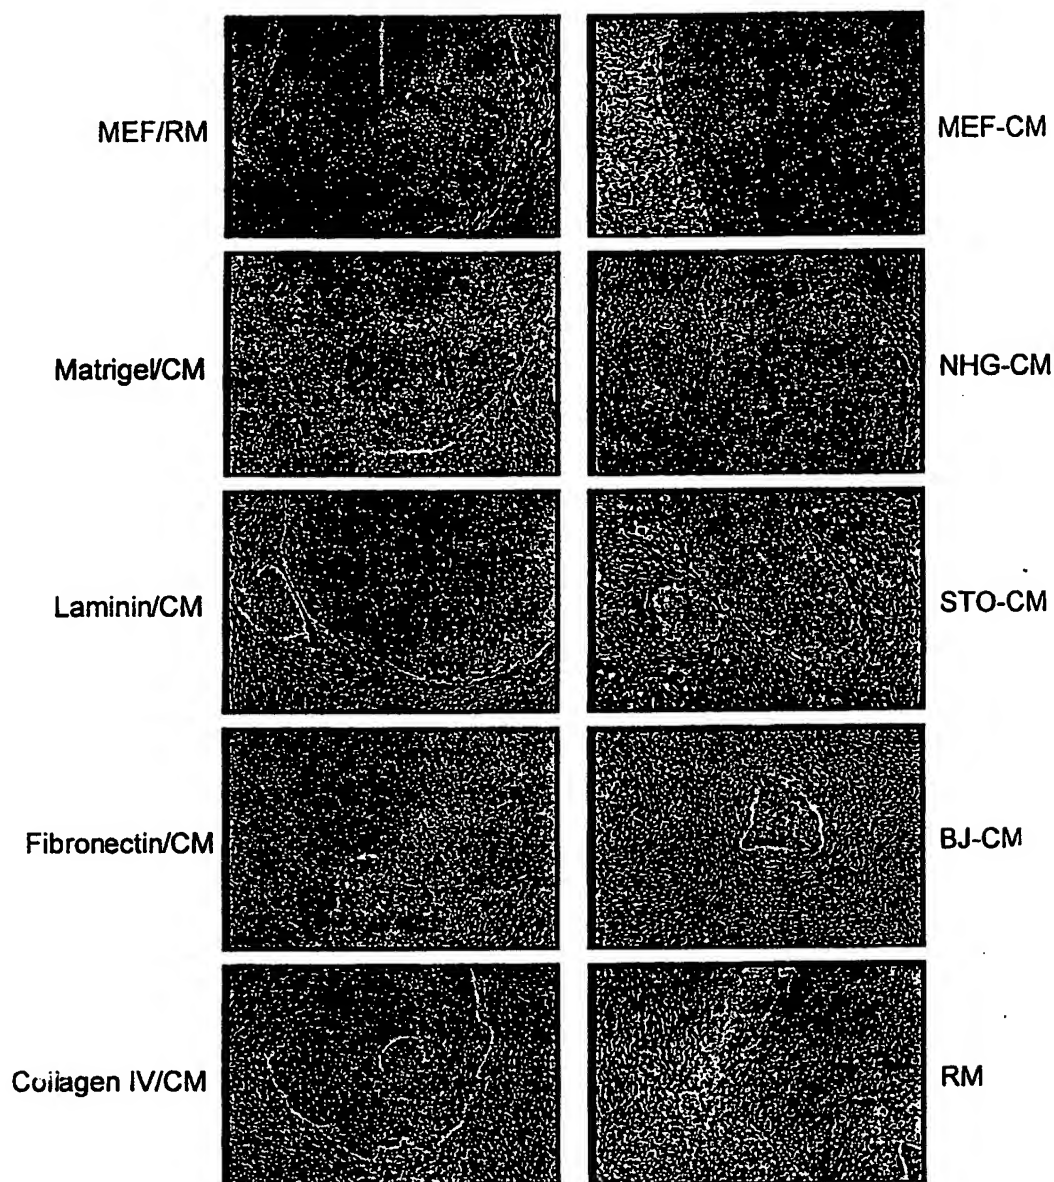 MEF/RM
MEF-CM
Matrigel/CM
NHG-CM
Laminin/CM
STO-CM
Fibronectin/CM
BJ-CM
Collagen IV/CM
RM